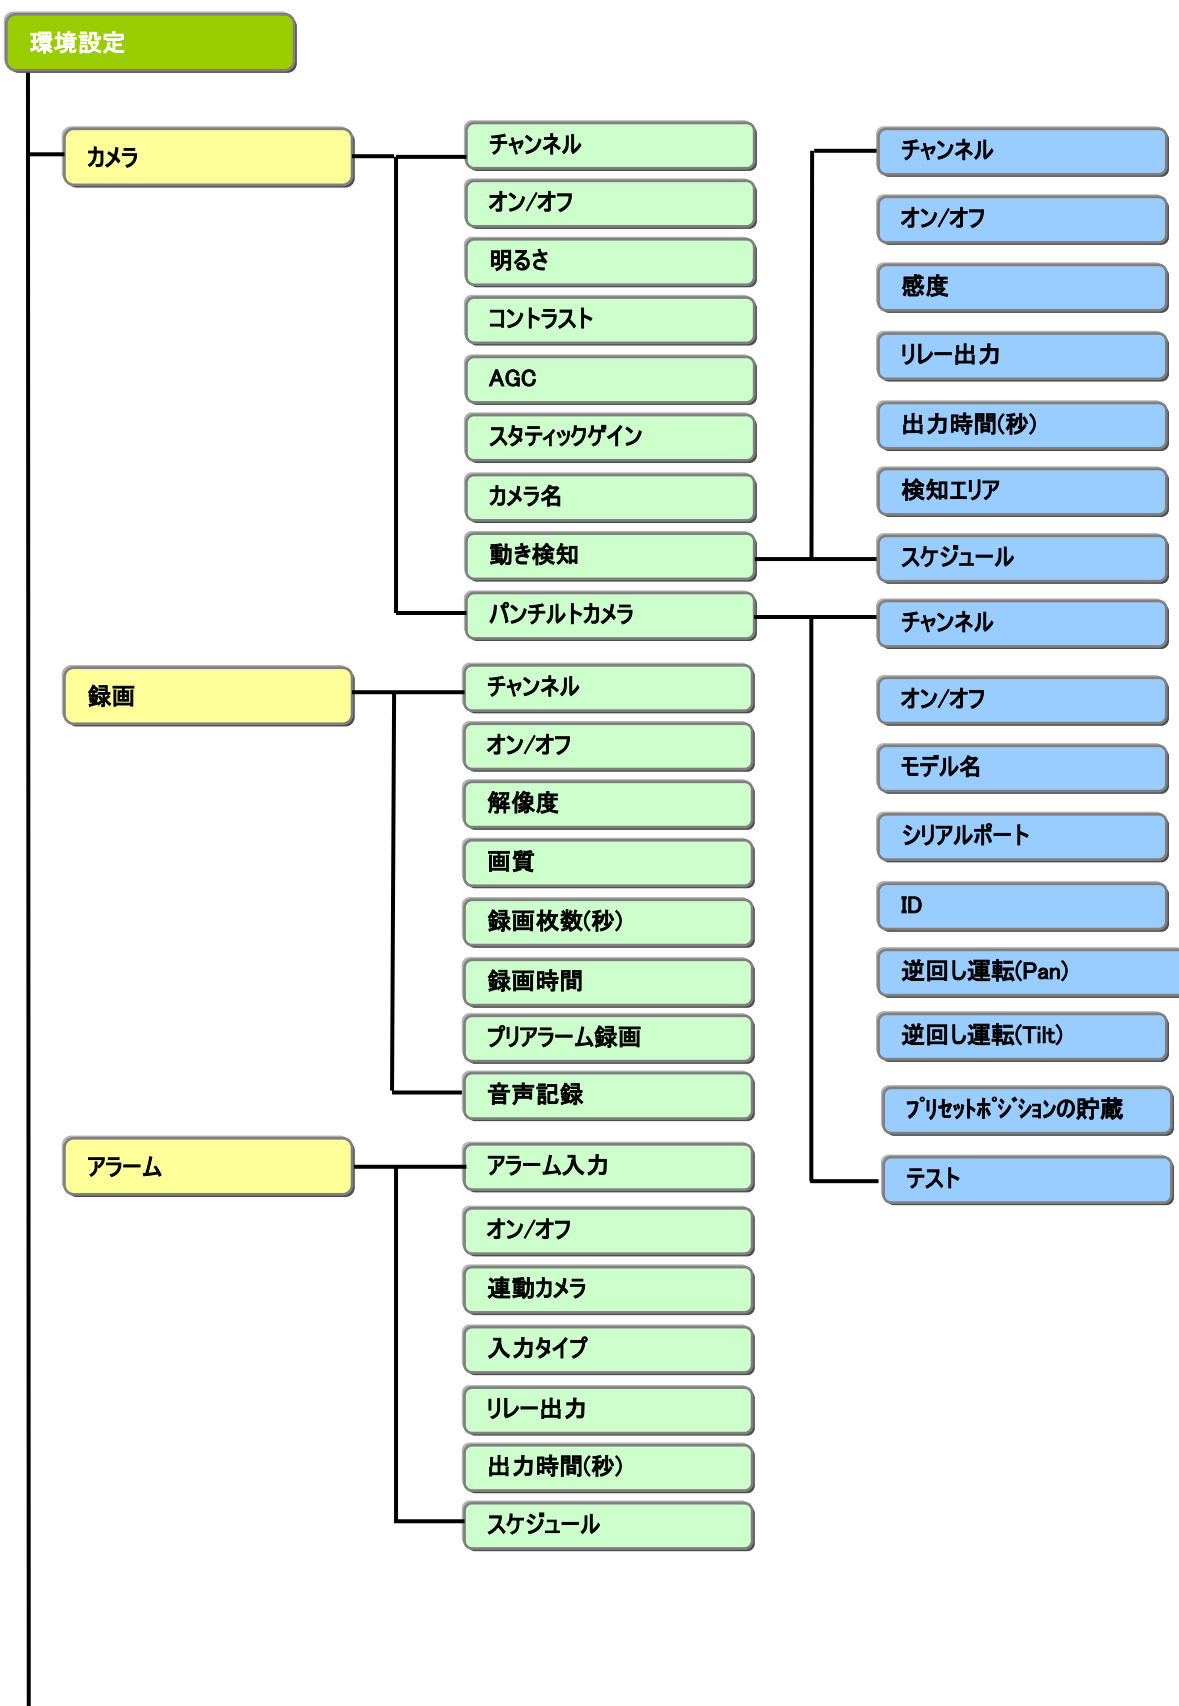 環境設定
カメラ
チャンネル
オン/オフ
明るさ
コントラスト
AGC
スタティックゲイン
カメラ名
動き検知
パンチルトカメラ
チャンネル
オン/オフ
感度
リレー出力
出力時間(秒)
検知エリア
スケジュール
チャンネル
オン/オフ
モデル名
シリアルポート
ID
逆回し運転(Pan)
逆回し運転(Tilt)
プリセットポジションの貯蔵
テスト
録画
チャンネル
オン/オフ
解像度
画質
録画枚数(秒)
録画時間
プリアラーム録画
音声記録
アラーム
アラーム入力
オン/オフ
連動カメラ
入力タイプ
リレー出力
出力時間(秒)
スケジュール